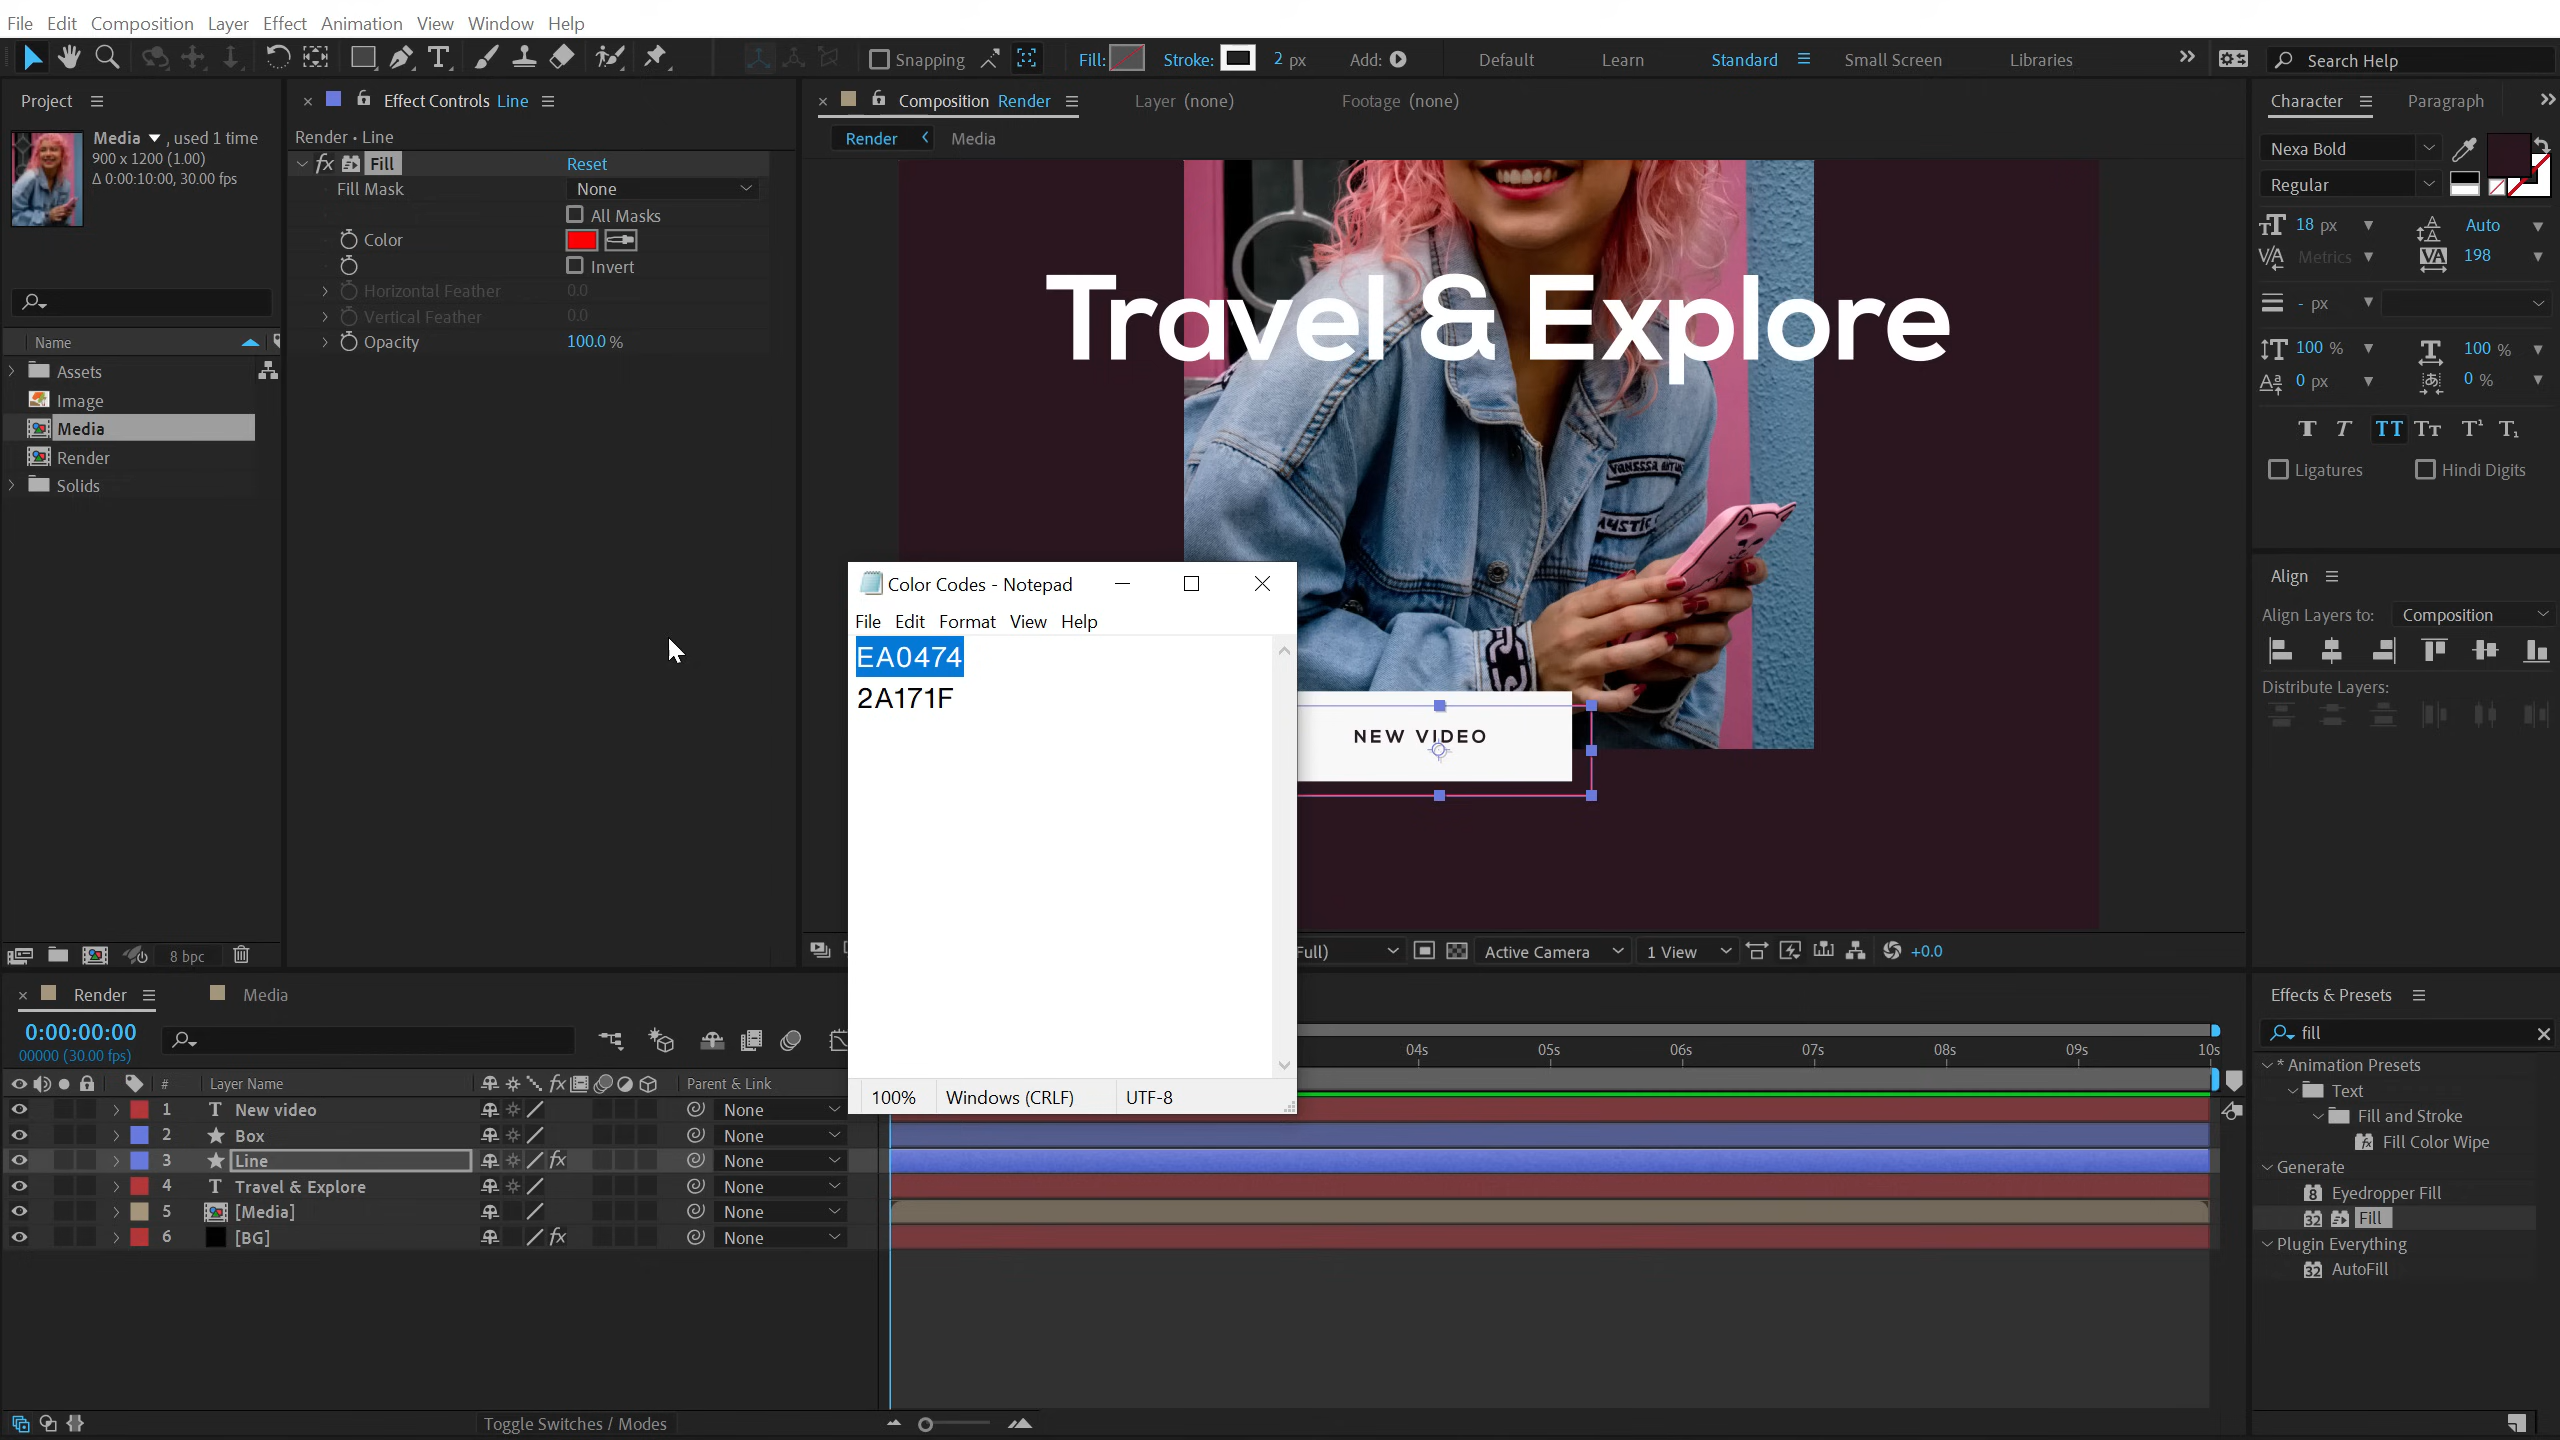 File Edit Composition Layer Effect Animation View Window Help
Snapping Fill: Stroke: 2 px Add: Default Learn Standard Small Screen Libraries Search Help
Project
Media , used 1 time
900 x 1200 (1.00)
Δ 0:00:10:00, 30.00 fps
Name
Assets
Image
Media
Render
Solids
8 bpc
Effect Controls Line
Render • Line
fx Fill Reset
Fill Mask None
All Masks
Color
Invert
Horizontal Feather 0.0
Vertical Feather 0.0
Opacity 100.0 %
Composition Render Layer (none) Footage (none)
Render Media
Travel & Explore
VANSSSA
MYSTIC
NEW VIDEO
Full) Active Camera 1 View +0.0
Color Codes - Notepad
File Edit Format View Help
EA0474
2A171F
100% Windows (CRLF) UTF-8
Character Paragraph
Nexa Bold
Regular
18 px Auto
Metrics 198
- px
100 % 100 %
0 px 0 %
Ligatures Hindi Digits
Align
Align Layers to: Composition
Distribute Layers:
Render Media
0:00:00:00
00000 (30.00 fps)
# Layer Name fx Parent & Link
1 T New video None
2 Box None
3 Line fx None
4 T Travel & Explore None
5 [Media] None
6 [BG] fx None
04s 05s 06s 07s 08s 09s 10s
Toggle Switches / Modes
Effects & Presets
fill
* Animation Presets
Text
Fill and Stroke
Fill Color Wipe
Generate
Eyedropper Fill
Fill
Plugin Everything
AutoFill